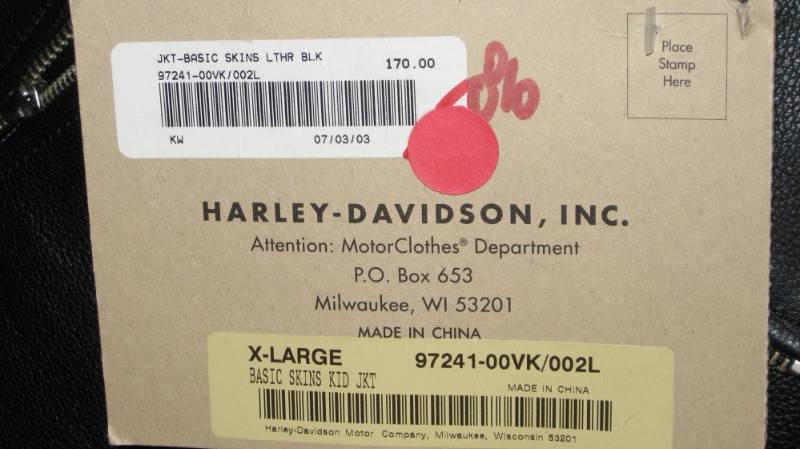 JKT-BASIC SKINS LTHR BLK 170.00
97241-00VK/002L
KW 07/03/03
Place
Stamp
Here
HARLEY-DAVIDSON, INC.
Attention: MotorClothes® Department
P.O. Box 653
Milwaukee, WI 53201
MADE IN CHINA
X-LARGE 97241-00VK/002L
BASIC SKINS KID JKT
MADE IN CHINA
Harley-Davidson Motor Company, Milwaukee, Wisconsin 53201